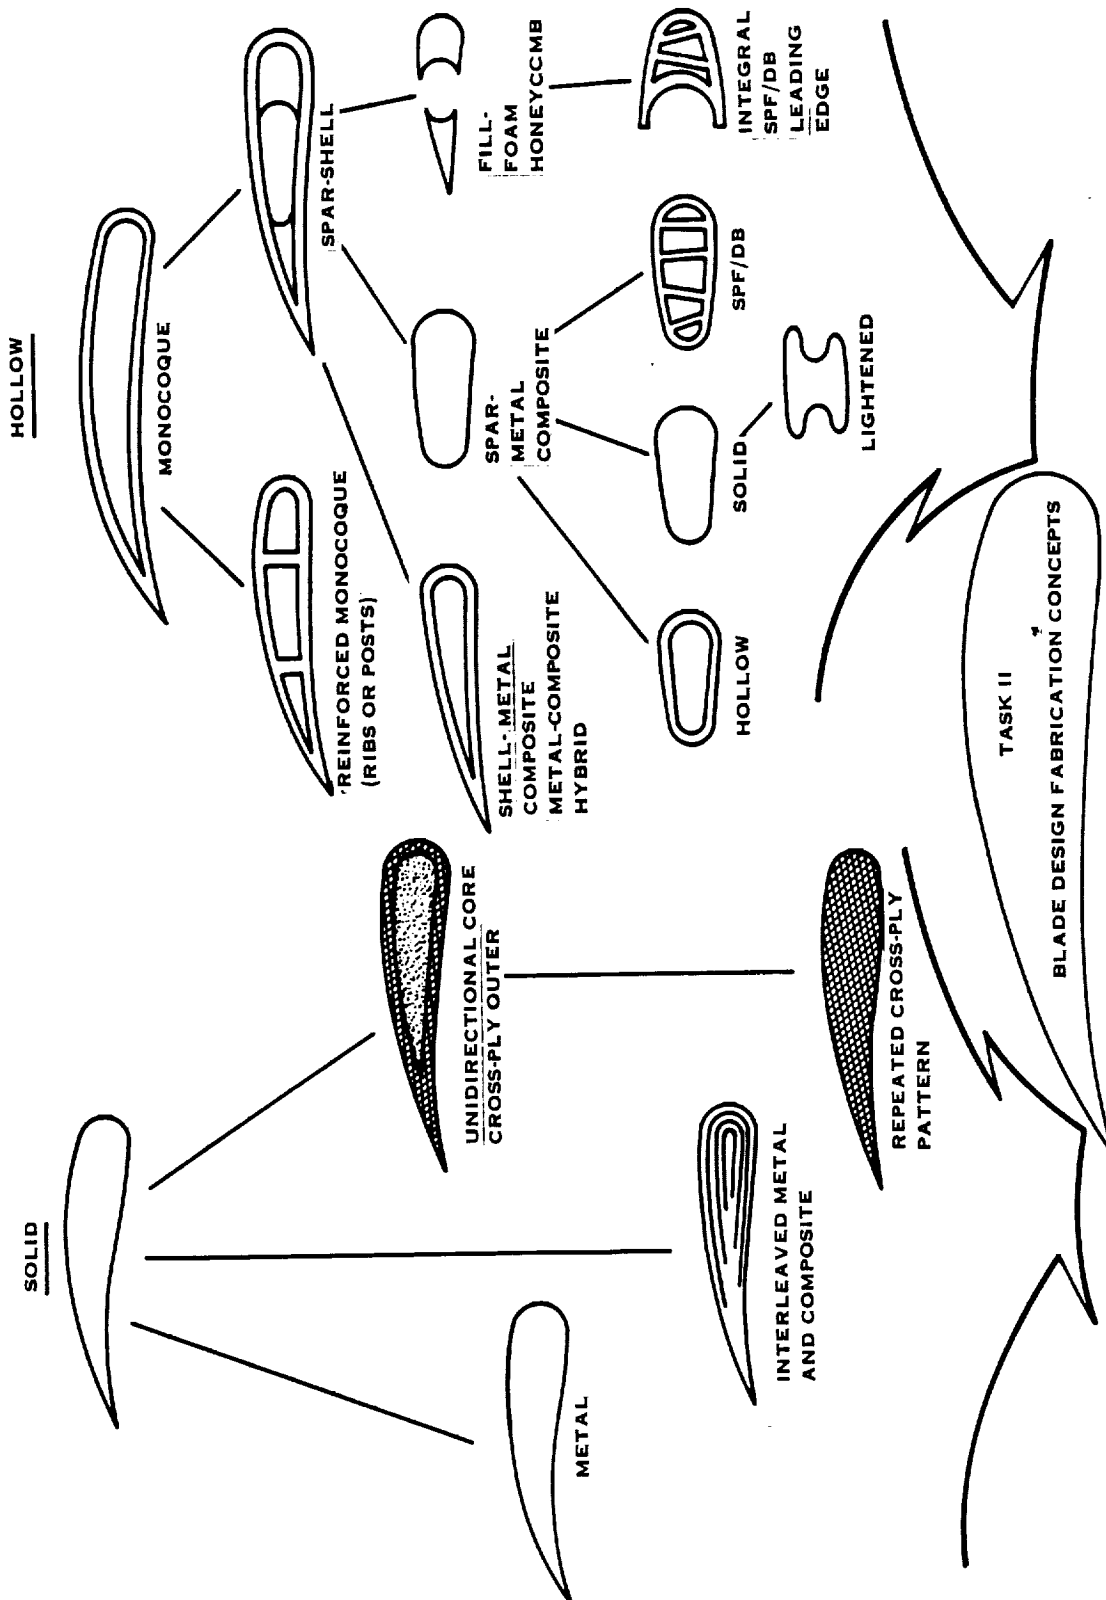 SOLID
METAL
INTERLEAVED METAL
AND COMPOSITE
UNIDIRECTIONAL CORE
CROSS-PLY OUTER
REPEATED CROSS-PLY
PATTERN
HOLLOW
MONOCOQUE
REINFORCED MONOCOQUE
(RIBS OR POSTS)
SPAR-SHELL
SHELL-METAL
COMPOSITE
METAL-COMPOSITE
HYBRID
SPAR-
METAL
COMPOSITE
FILL-
FOAM
HONEYCCMB
HOLLOW
SOLID
SPF/DB
INTEGRAL
SPF/DB
LEADING
EDGE
LIGHTENED
TASK II
BLADE DESIGN FABRICATION CONCEPTS